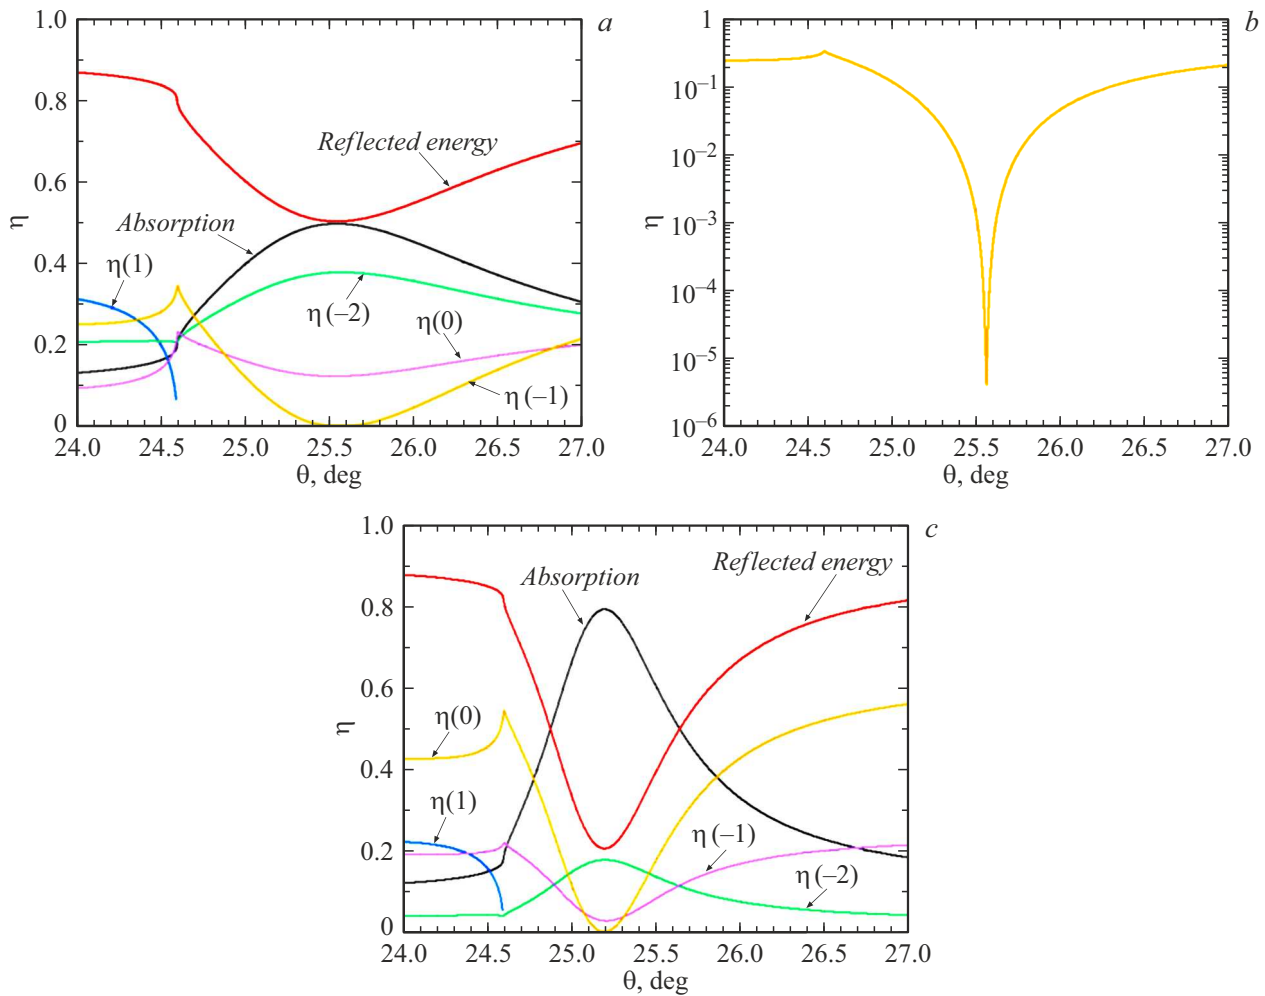 a
1.0
0.8
0.6
0.4
0.2
0
η
Reflected energy
Absorption
η(1)
η(−2)
η(0)
η(−1)
24.0 24.5 25.0 25.5 26.0 26.5 27.0
θ, deg
b
1
10⁻¹
10⁻²
10⁻³
10⁻⁴
10⁻⁵
10⁻⁶
η
24.0 24.5 25.0 25.5 26.0 26.5 27.0
θ, deg
c
1.0
0.8
0.6
0.4
0.2
0
η
Absorption
Reflected energy
η(0)
η(1)
η(−1)
η(−2)
24.0 24.5 25.0 25.5 26.0 26.5 27.0
θ, deg